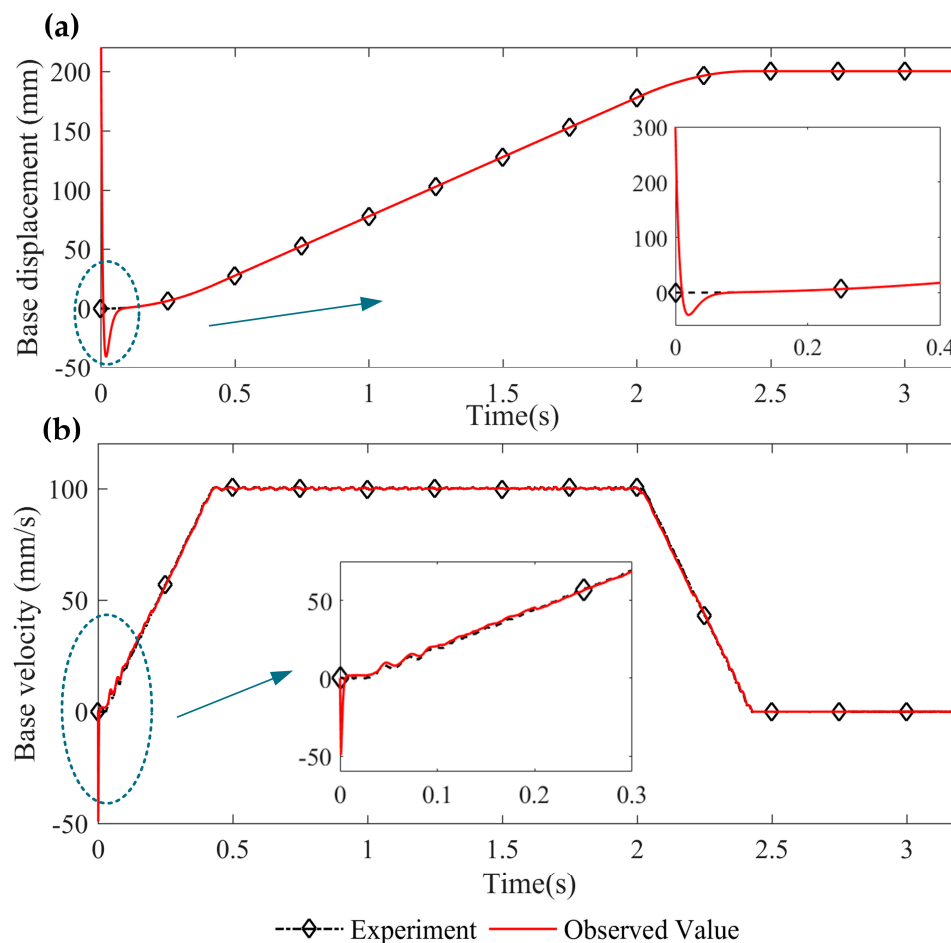 (a)
Base displacement (mm)
200
150
100
50
0
-50
0 0.5 1 1.5 2 2.5 3
Time(s)
300
200
100
0
0 0.2 0.4
(b)
Base velocity (mm/s)
100
50
0
-50
0 0.5 1 1.5 2 2.5 3
Time(s)
50
0
-50
0 0.1 0.2 0.3
Experiment Observed Value